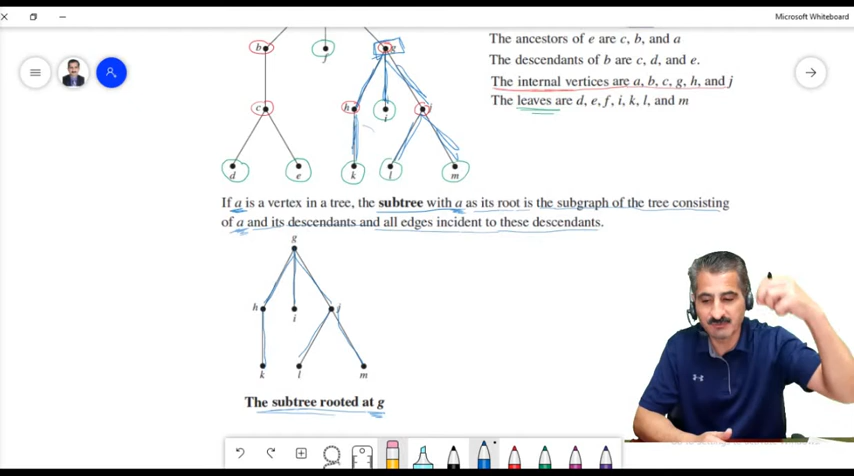 Microsoft Whiteboard
The ancestors of e are c, b, and a
The descendants of b are c, d, and e.
The internal vertices are a, b, c, g, h, and j
The leaves are d, e, f, i, k, l, and m
b
f
g
c
h
i
j
d
e
k
l
m
If a is a vertex in a tree, the subtree with a as its root is the subgraph of the tree consisting
of a and its descendants and all edges incident to these descendants.
g
h
i
j
k
l
m
The subtree rooted at g